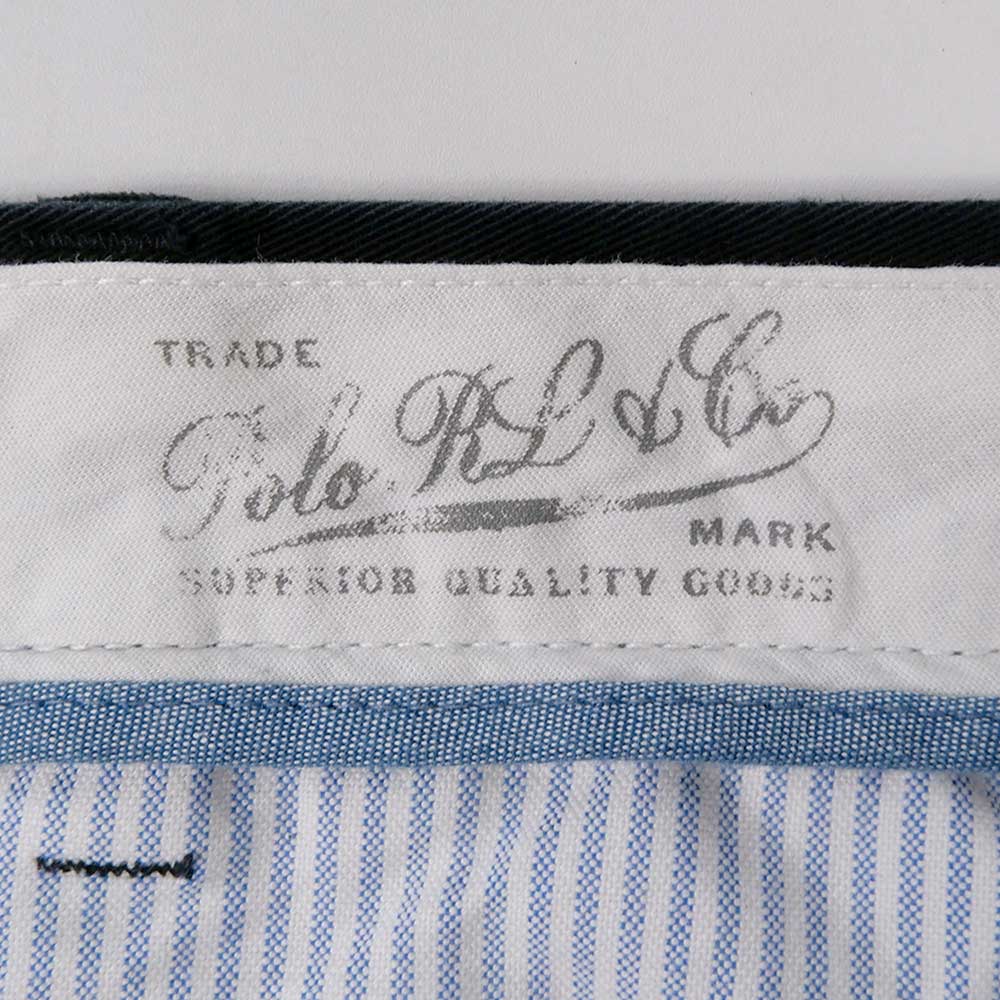 TRADE
Polo RL & Co
MARK
SUPERIOR QUALITY GOODS